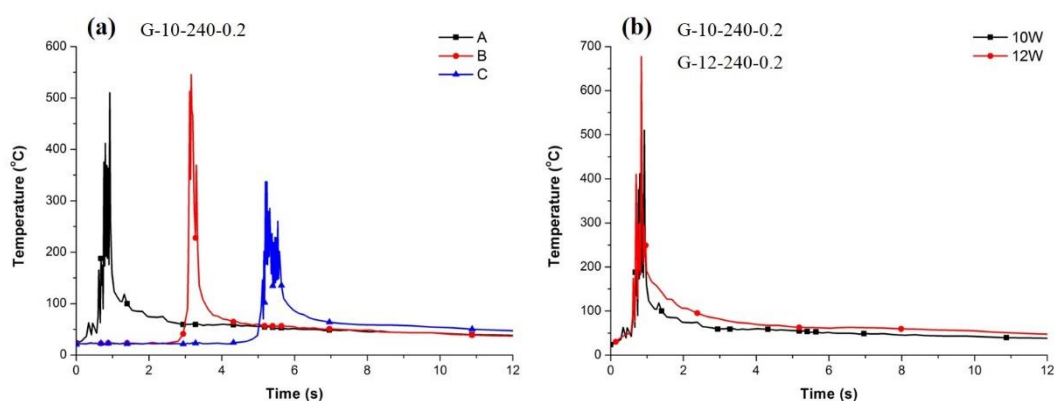 (a) G-10-240-0.2
A
B
C
600
500
400
300
200
100
0
Temperature (°C)
0 2 4 6 8 10 12
Time (s)
(b) G-10-240-0.2
G-12-240-0.2
10W
12W
700
600
500
400
300
200
100
0
Temperature (°C)
0 2 4 6 8 10 12
Time (s)